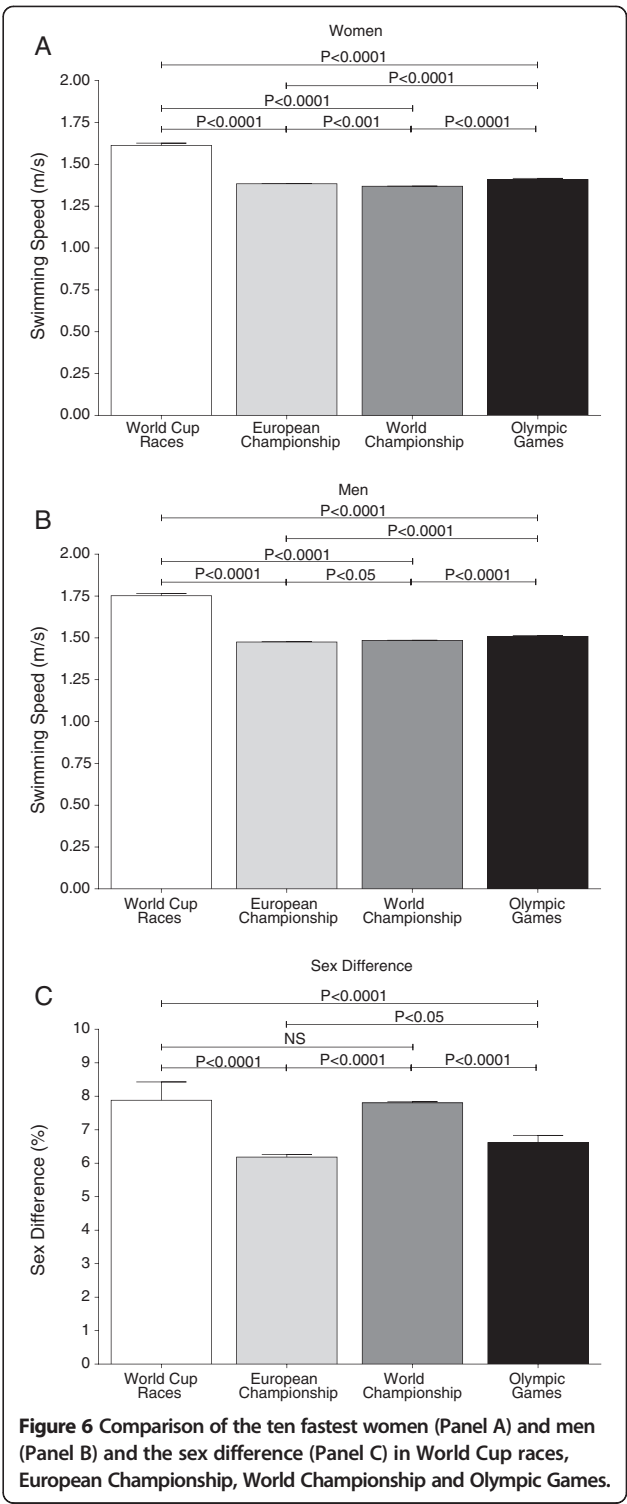 A
Women
P<0.0001
P<0.0001
P<0.0001
P<0.0001 P<0.001 P<0.0001
Swimming Speed (m/s)
2.00
1.75
1.50
1.25
1.00
0.75
0.50
0.25
0.00
World Cup Races
European Championship
World Championship
Olympic Games
B
Men
P<0.0001
P<0.0001
P<0.0001
P<0.0001 P<0.05 P<0.0001
Swimming Speed (m/s)
2.00
1.75
1.50
1.25
1.00
0.75
0.50
0.25
0.00
World Cup Races
European Championship
World Championship
Olympic Games
C
Sex Difference
P<0.0001
P<0.05
NS
P<0.0001 P<0.0001 P<0.0001
Sex Difference (%)
10
9
8
7
6
5
4
3
2
1
0
World Cup Races
European Championship
World Championship
Olympic Games
Figure 6 Comparison of the ten fastest women (Panel A) and men
(Panel B) and the sex difference (Panel C) in World Cup races,
European Championship, World Championship and Olympic Games.